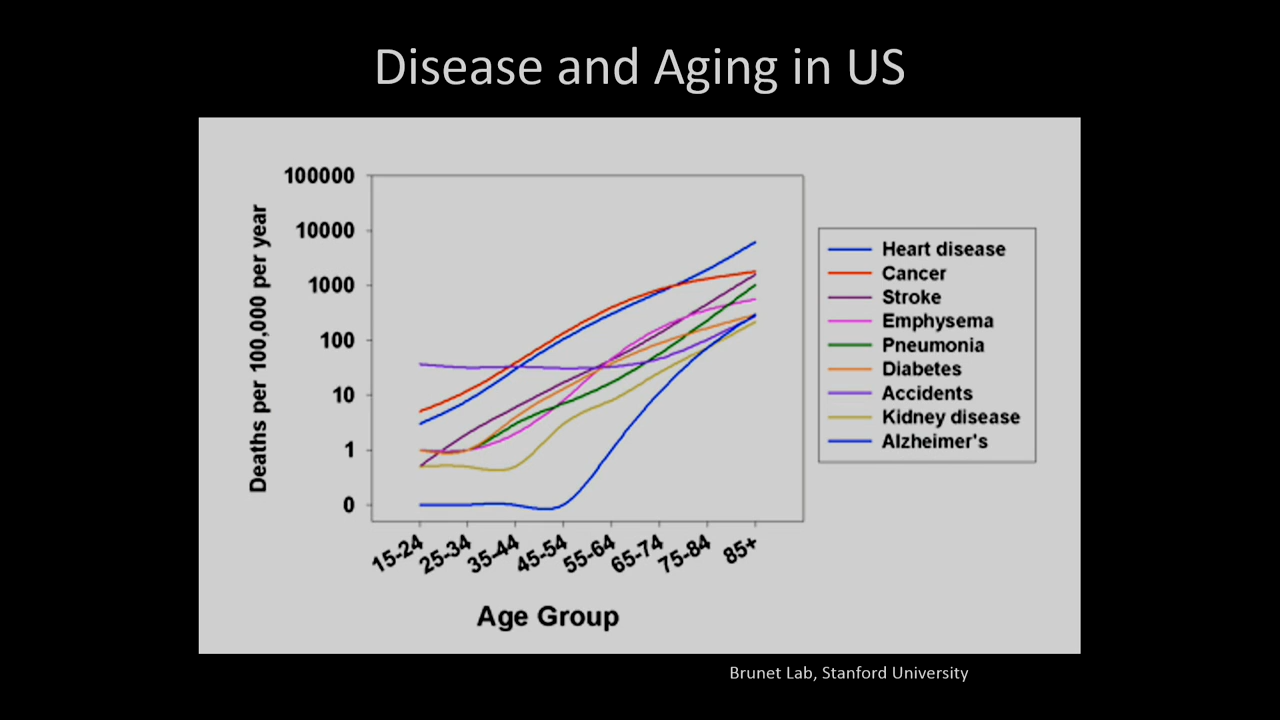 Disease and Aging in US
Deaths per 100,000 per year
100000
10000
1000
100
10
1
0
15-24
25-34
35-44
45-54
55-64
65-74
75-84
85+
Age Group
Heart disease
Cancer
Stroke
Emphysema
Pneumonia
Diabetes
Accidents
Kidney disease
Alzheimer's
Brunet Lab, Stanford University